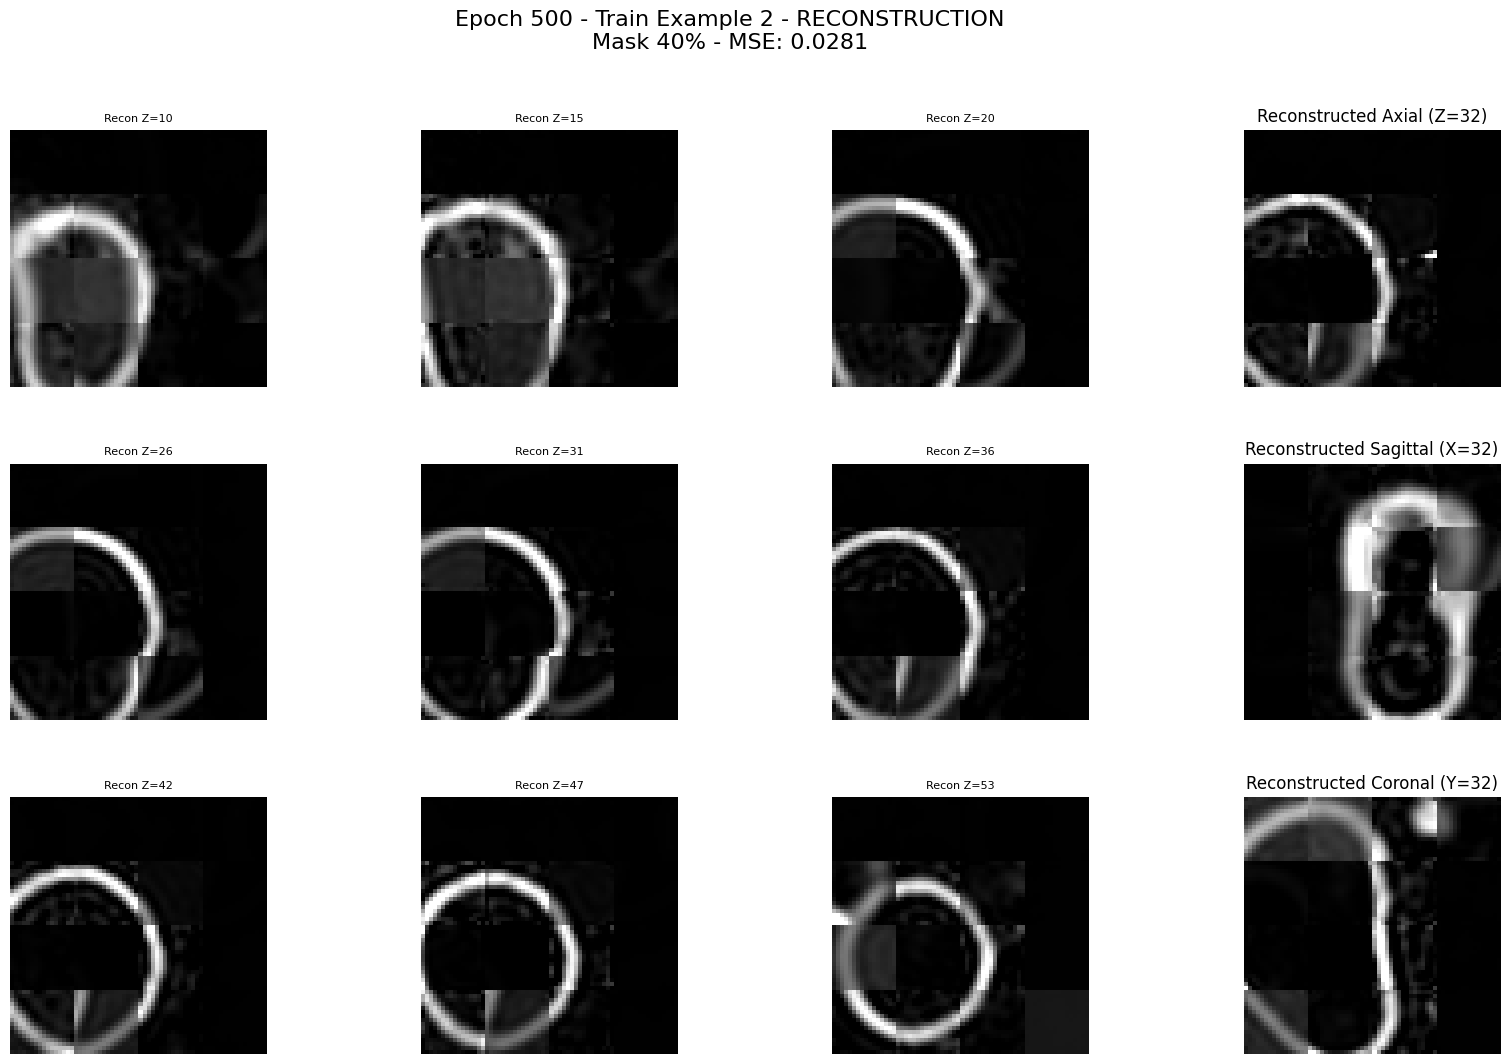 Epoch 500 - Train Example 2 - RECONSTRUCTION
Mask 40% - MSE: 0.0281
Recon Z=10
Recon Z=15
Recon Z=20
Reconstructed Axial (Z=32)
Recon Z=26
Recon Z=31
Recon Z=36
Reconstructed Sagittal (X=32)
Recon Z=42
Recon Z=47
Recon Z=53
Reconstructed Coronal (Y=32)